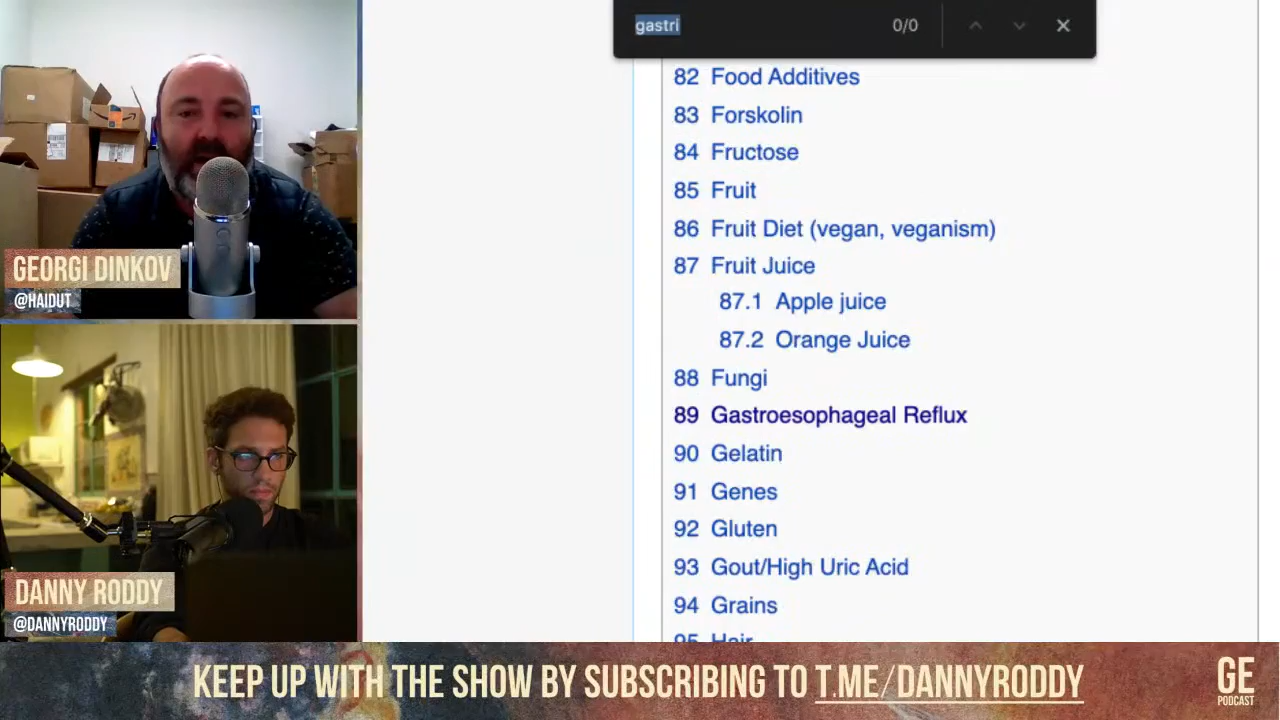 gastri 0/0
82 Food Additives
83 Forskolin
84 Fructose
85 Fruit
86 Fruit Diet (vegan, veganism)
87 Fruit Juice
87.1 Apple juice
87.2 Orange Juice
88 Fungi
89 Gastroesophageal Reflux
90 Gelatin
91 Genes
92 Gluten
93 Gout/High Uric Acid
94 Grains
95 Hair
GEORGI DINKOV
@HAIDUT
DANNY RODDY
@DANNYRODDY
KEEP UP WITH THE SHOW BY SUBSCRIBING TO T.ME/DANNYRODDY
GE
PODCAST